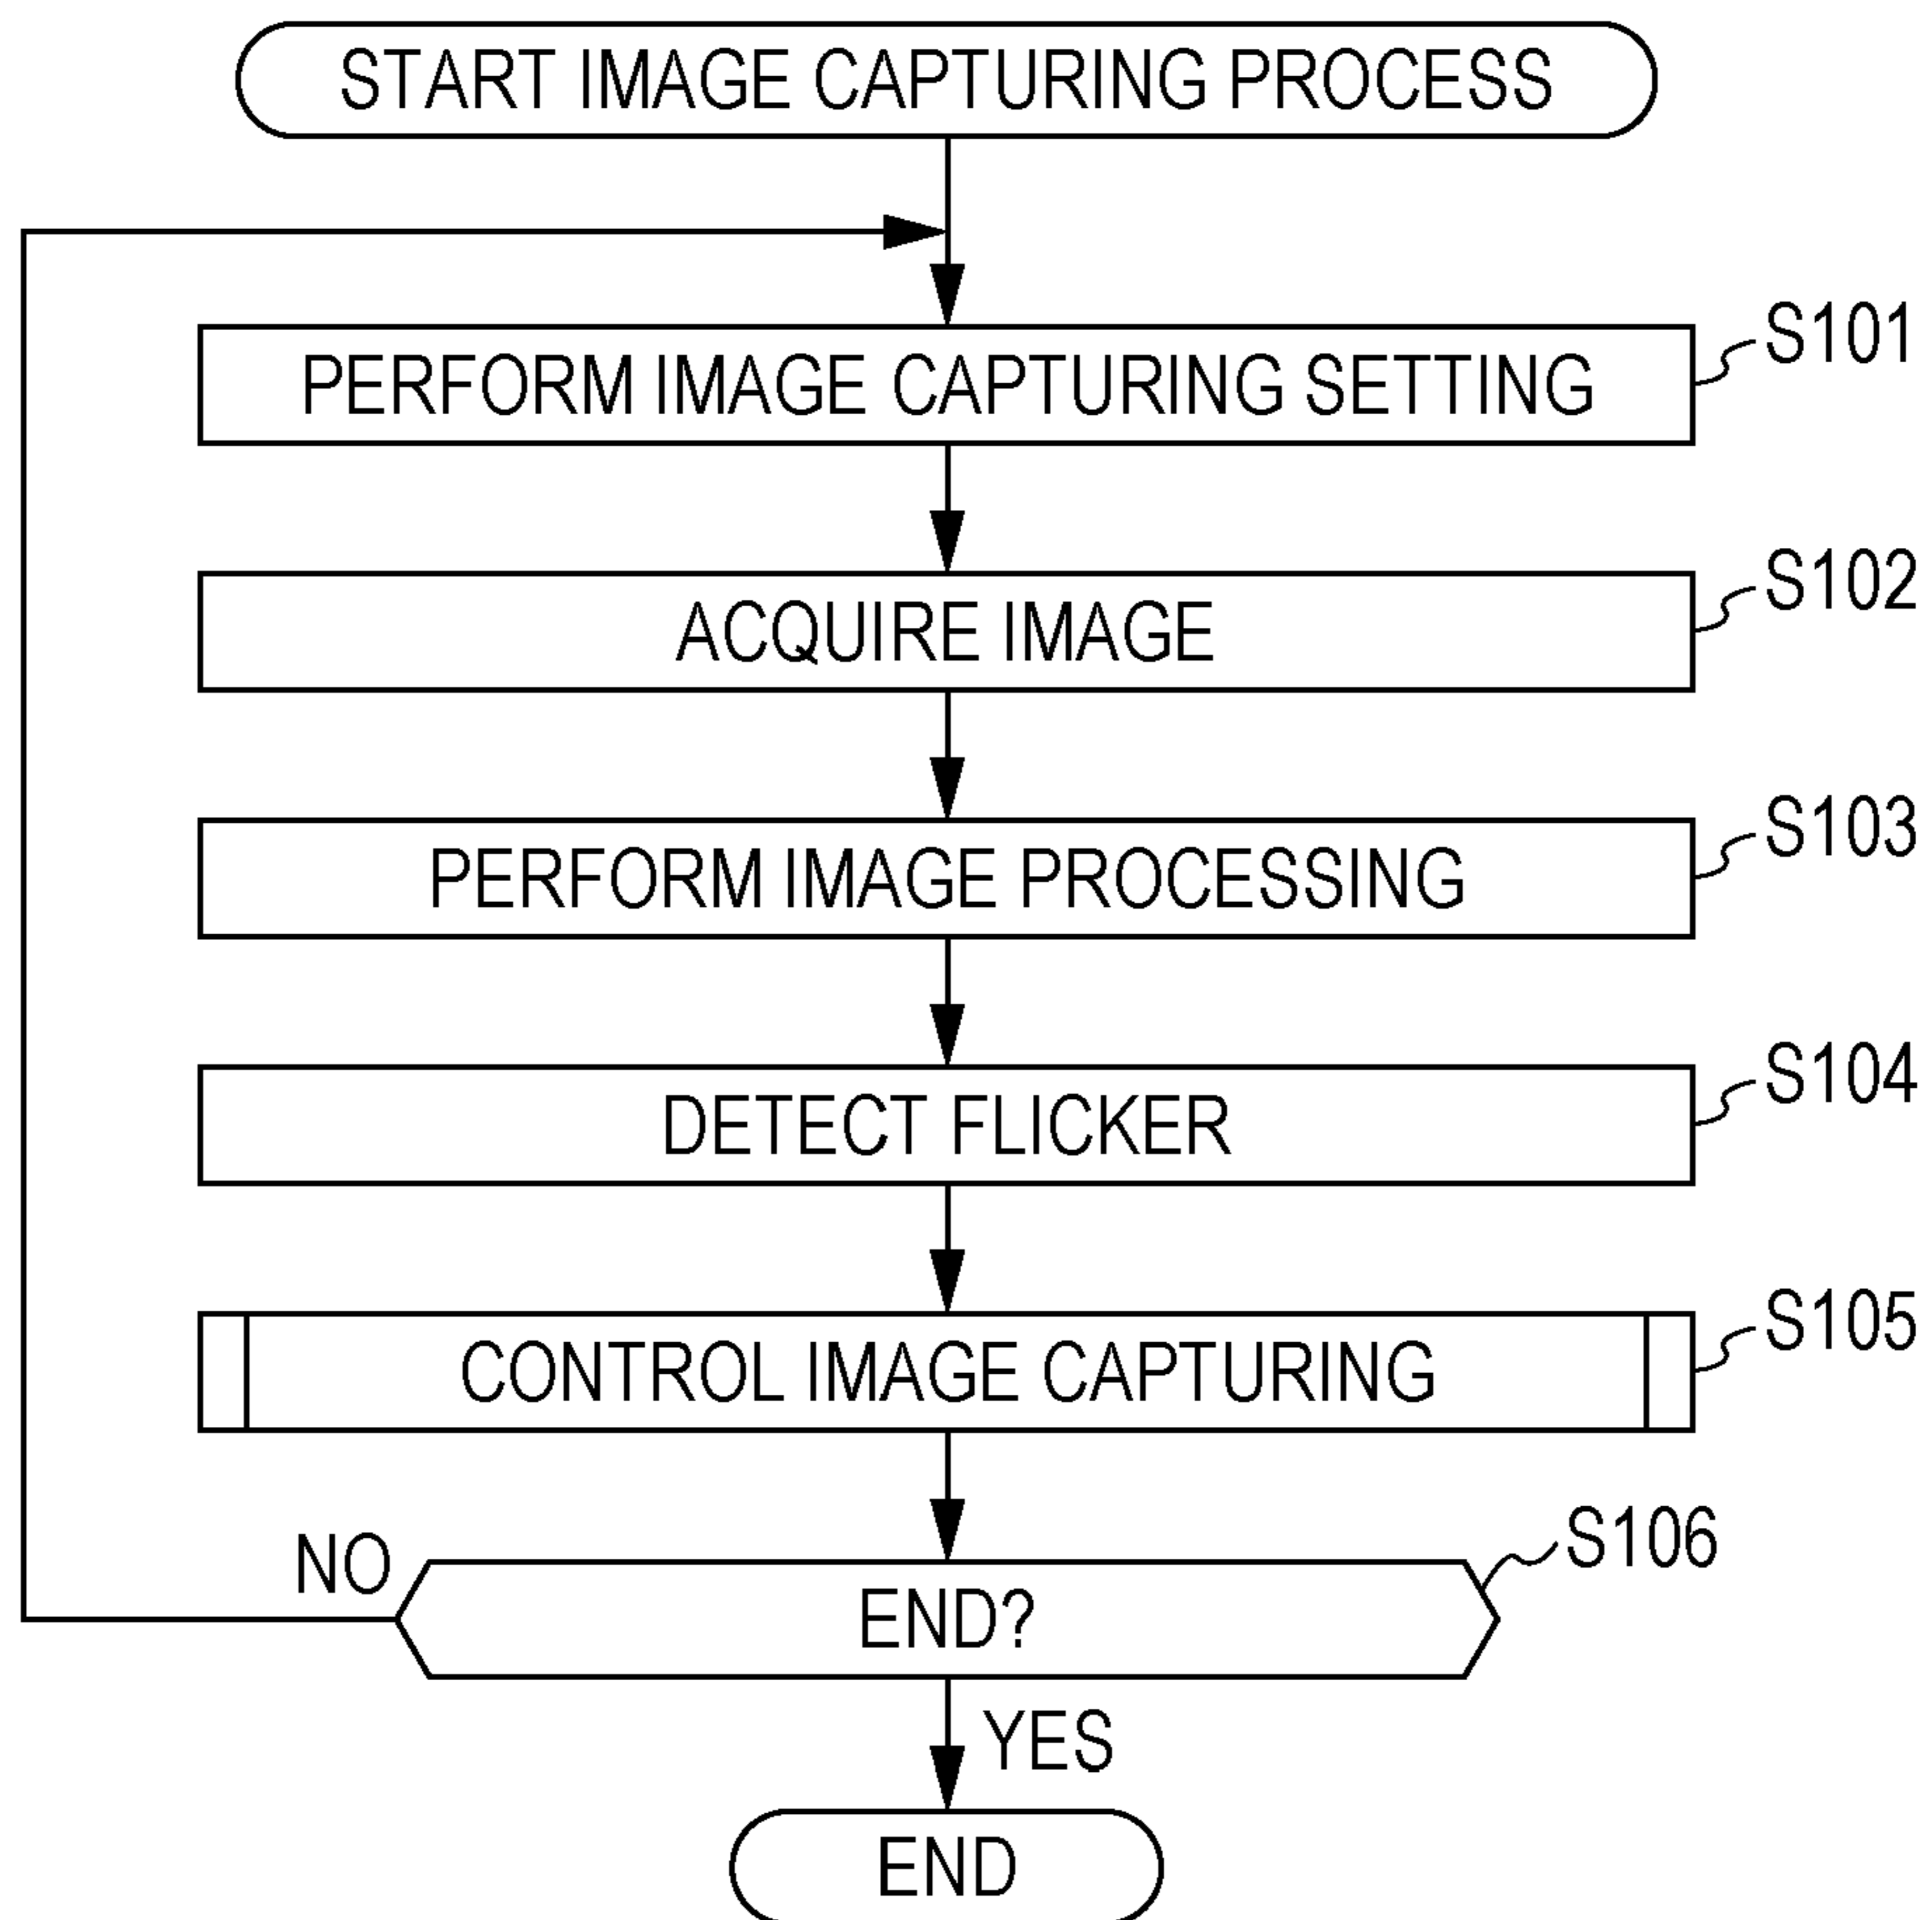 START IMAGE CAPTURING PROCESS
PERFORM IMAGE CAPTURING SETTING
S101
ACQUIRE IMAGE
S102
PERFORM IMAGE PROCESSING
S103
DETECT FLICKER
S104
CONTROL IMAGE CAPTURING
S105
NO
END?
S106
YES
END